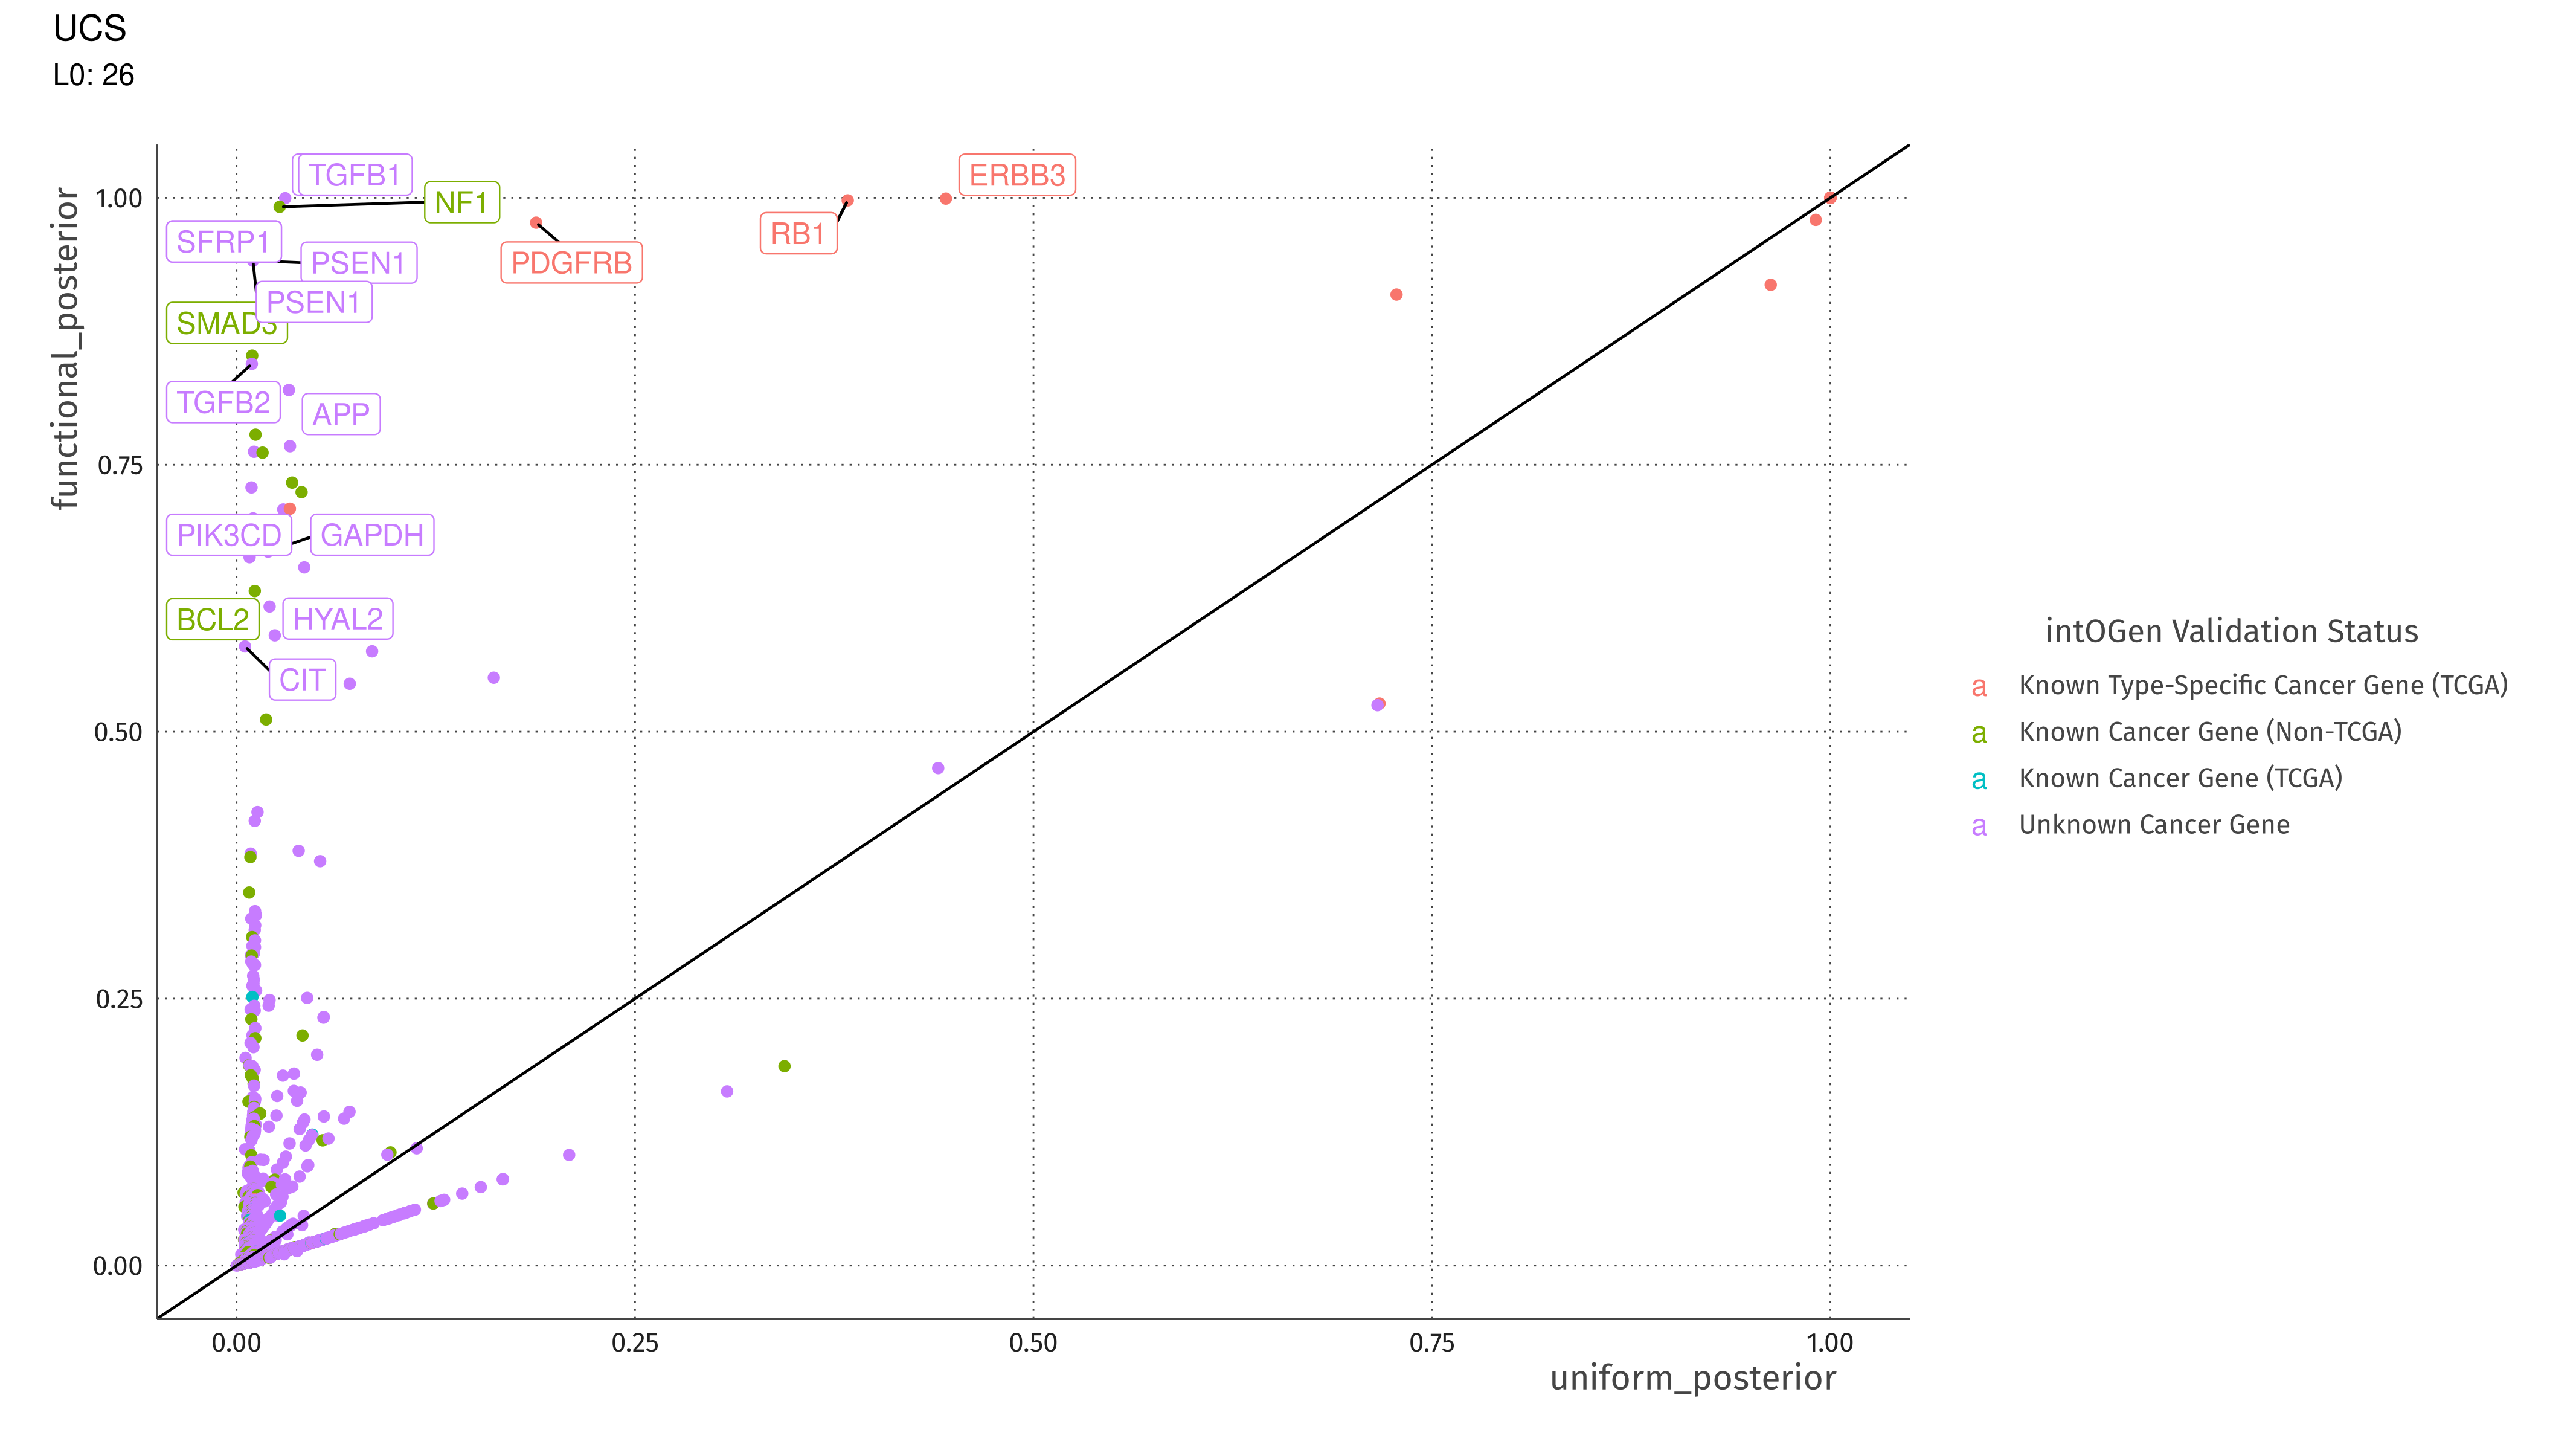 UCS
L0: 26
functional_posterior
1.00
0.75
0.50
0.25
0.00
TGFB1
NF1
ERBB3
RB1
PDGFRB
SFRP1
PSEN1
PSEN1
SMAD3
TGFB2
APP
PIK3CD
GAPDH
BCL2
HYAL2
CIT
0.00
0.25
0.50
0.75
1.00
uniform_posterior
intOGen Validation Status
a Known Type-Specific Cancer Gene (TCGA)
a Known Cancer Gene (Non-TCGA)
a Known Cancer Gene (TCGA)
a Unknown Cancer Gene